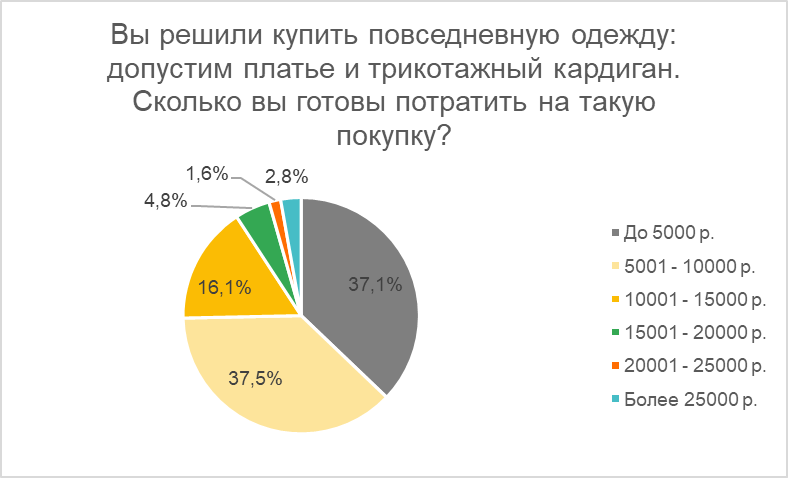 Вы решили купить повседневную одежду:
допустим платье и трикотажный кардиган.
Сколько вы готовы потратить на такую
покупку?
1,6%
2,8%
4,8%
16,1%
37,1%
37,5%
До 5000 р.
5001 - 10000 р.
10001 - 15000 р.
15001 - 20000 р.
20001 - 25000 р.
Более 25000 р.